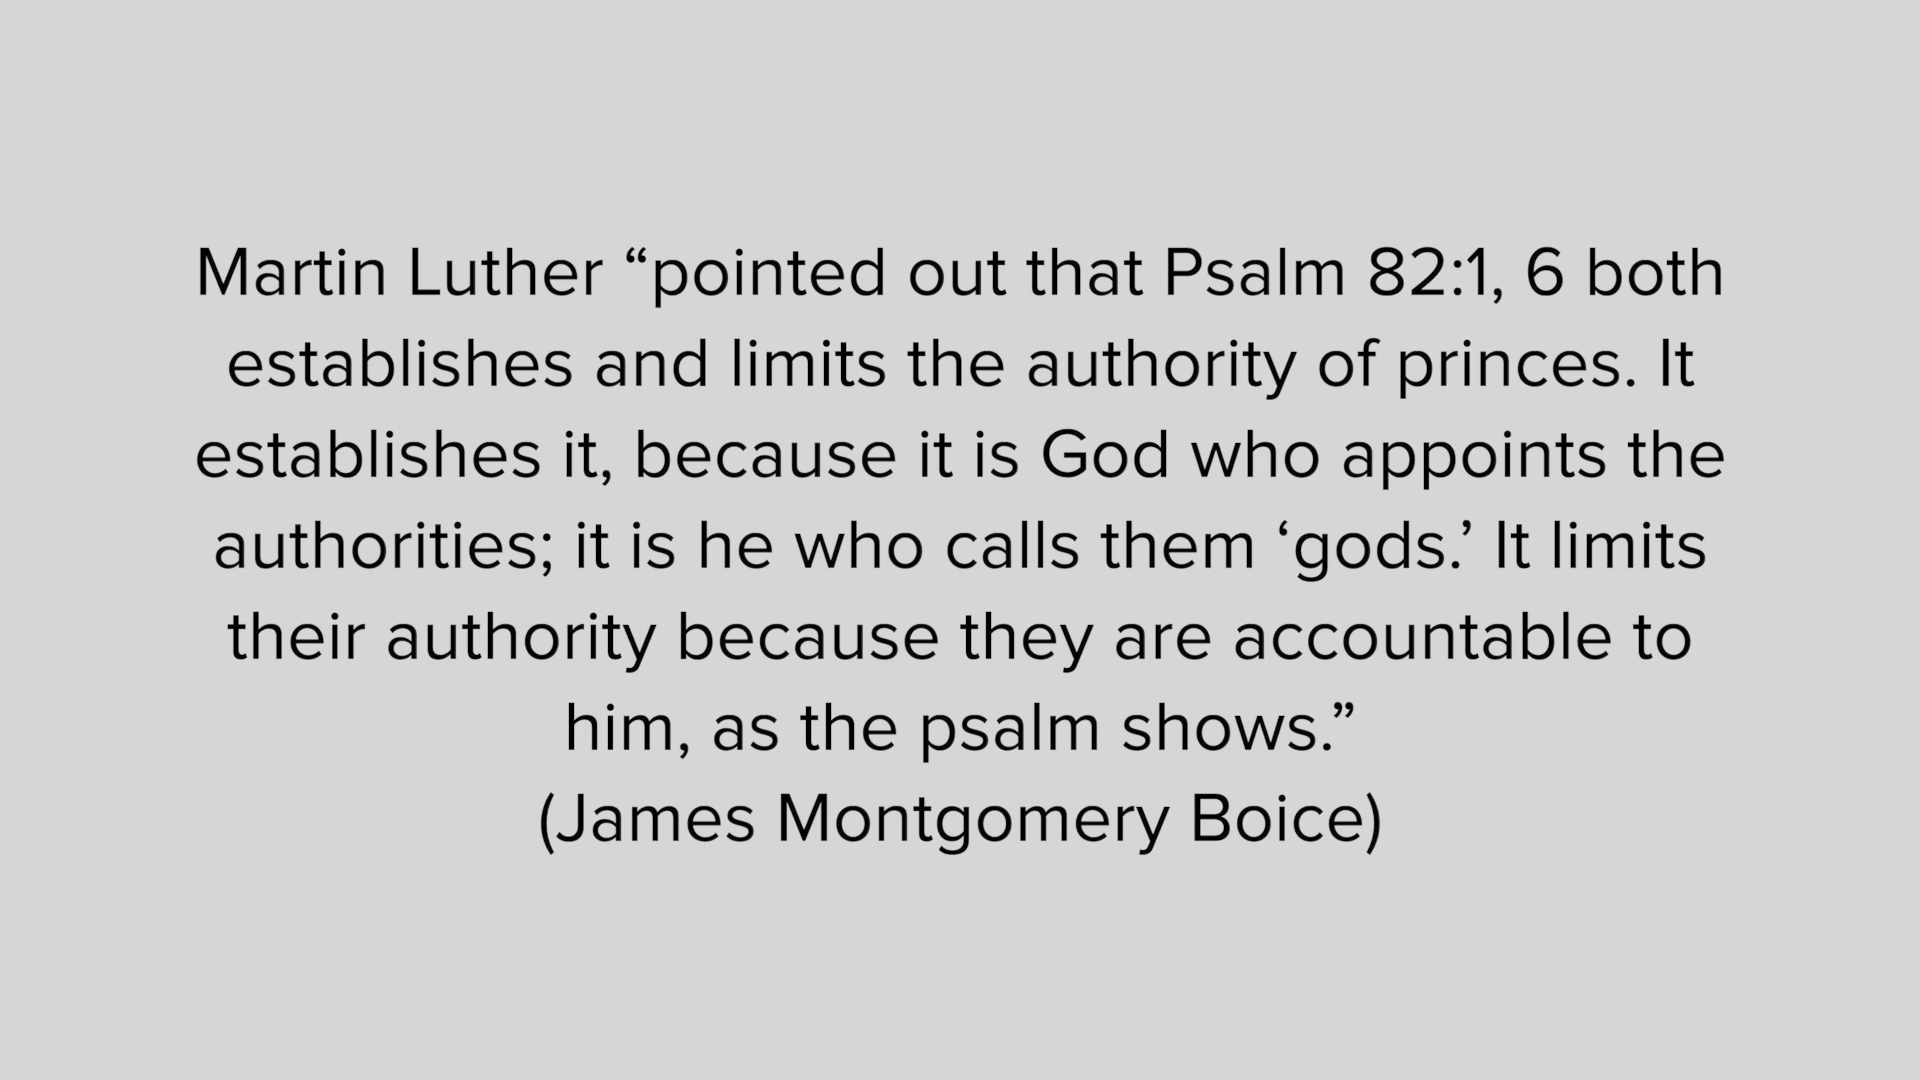 Martin Luther “pointed out that Psalm 82:1, 6 both
establishes and limits the authority of princes. It
establishes it, because it is God who appoints the
authorities; it is he who calls them ‘gods.’ It limits
their authority because they are accountable to
him, as the psalm shows.”
(James Montgomery Boice)